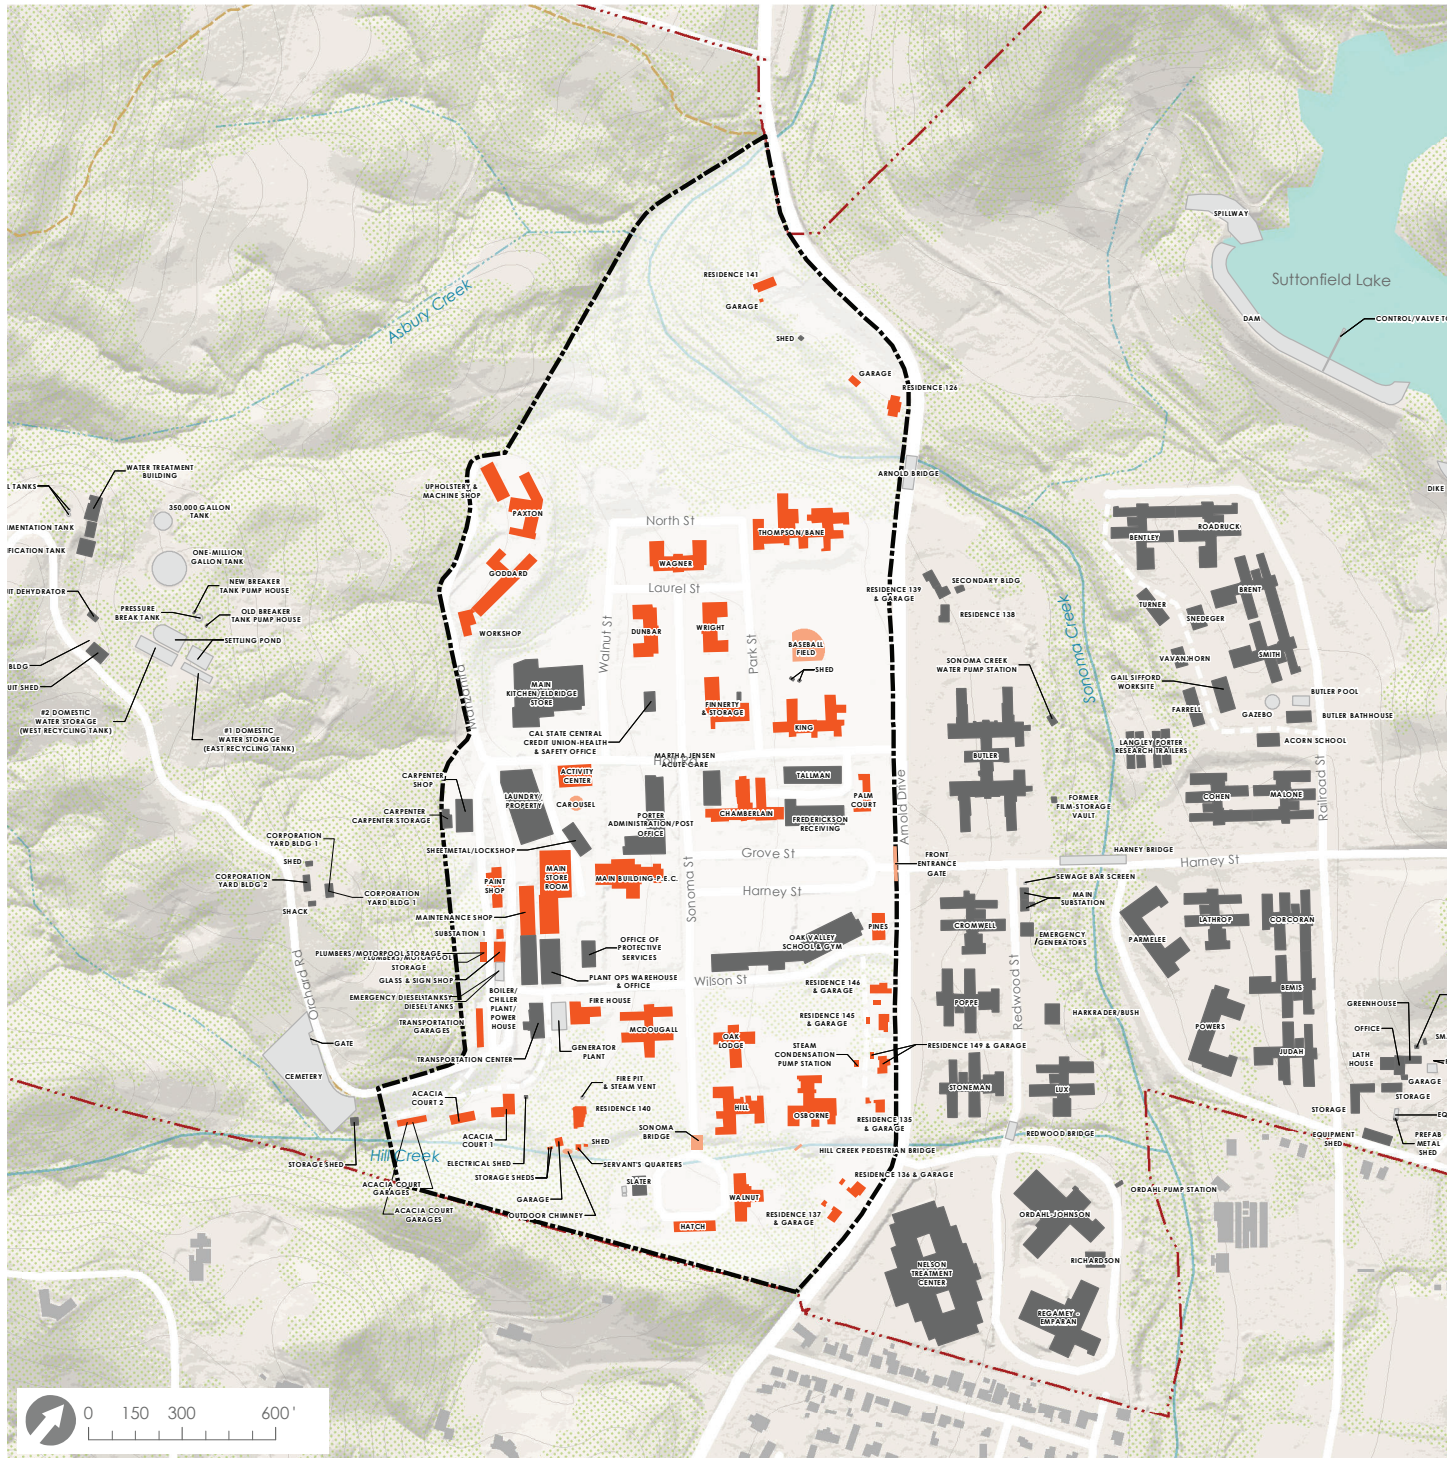 SPILLWAY
Suttonfield Lake
DAM
CONTROL/VALVE TO
RESIDENCE 141
GARAGE
SHED
GARAGE
RESIDENCE 126
Asbury Creek
ARNOLD BRIDGE
DIKE
WATER TREATMENT
BUILDING
L TANKS
350,000 GALLON
TANK
MENTATION TANK
IFICATION TANK
ONE-MILLION
GALLON TANK
UIT DEHYDRATOR
NEW BREAKER
TANK PUMP HOUSE
PRESSURE
BREAK TANK
OLD BREAKER
TANK PUMP HOUSE
SETTLING POND
BLDG
UIT SHED
#2 DOMESTIC
WATER STORAGE
(WEST RECYCLING TANK)
#1 DOMESTIC
WATER STORAGE
(EAST RECYCLING TANK)
UPHOLSTERY &
MACHINE SHOP
PAXTON
GODDARD
WORKSHOP
Manzanita
North St
WAGNER
THOMPSON/BANE
Laurel St
Walnut St
DUNBAR
WRIGHT
Park St
BASEBALL
FIELD
SHED
RESIDENCE 139
& GARAGE
SECONDARY BLDG
RESIDENCE 138
Sonoma Creek
SONOMA CREEK
WATER PUMP STATION
BENTLEY
ROADRUCK
TURNER
SNEDEGER
BRENT
SMITH
VAVANHORN
GAIL SIFFORD
WORKSITE
FARRELL
GAZEBO
BUTLER POOL
BUTLER BATHHOUSE
ACORN SCHOOL
LANGLEY PORTER
RESEARCH TRAILERS
MAIN
KITCHEN/ELDRIDGE
STORE
CAL STATE CENTRAL
CREDIT UNION-HEALTH
& SAFETY OFFICE
FINNERTY
& STORAGE
KING
BUTLER
MARTHA JENSEN
ACUTE CARE
ACTIVITY
CENTER
CAROUSEL
LAUNDRY/
PROPERTY
CARPENTER
SHOP
CARPENTER
CARPENTER STORAGE
SHEETMETAL/LOCKSHOP
PORTER
ADMINISTRATION/POST
OFFICE
CHAMBERLAIN
TALLMAN
FREDERICKSON
RECEIVING
PALM
COURT
Arnold Drive
FORMER
FILM-STORAGE
VAULT
COHEN
MALONE
Railroad St
CORPORATION
YARD BLDG 1
SHED
CORPORATION
YARD BLDG 2
CORPORATION
YARD BLDG 1
SHACK
Orchard Rd
Sonoma St
Grove St
Harney St
FRONT
ENTRANCE
GATE
HARNEY BRIDGE
Harney St
SEWAGE BAR SCREEN
MAIN
SUBSTATION
EMERGENCY
GENERATORS
PAINT
SHOP
MAIN
STORE
ROOM
MAIN BUILDING-P.E.C.
MAINTENANCE SHOP
SUBSTATION 1
PLUMBERS/MOTORPOOL STORAGE
PLUMBERS/MOTORPOOL
STORAGE
GLASS & SIGN SHOP
EMERGENCY DIESELTANKS
DIESEL TANKS
TRANSPORTATION
GARAGES
BOILER/
CHILLER
PLANT/
POWER
HOUSE
OFFICE OF
PROTECTIVE
SERVICES
PLANT OPS WAREHOUSE
& OFFICE
OAK VALLEY
SCHOOL & GYM
PINES
Wilson St
CROMWELL
PARMELEE
LATHROP
CORCORAN
POPPE
Redwood St
HARKRADER/BUSH
POWERS
BEMIS
JUDAH
GREENHOUSE
OFFICE
LATH
HOUSE
SM
GARAGE
STORAGE
STORAGE
EQ
EQUIPMENT
SHED
PREFAB
METAL
SHED
FIRE HOUSE
MCDOUGALL
TRANSPORTATION CENTER
GENERATOR
PLANT
OAK
LODGE
RESIDENCE 146
& GARAGE
RESIDENCE 145
& GARAGE
STEAM
CONDENSATION
PUMP STATION
RESIDENCE 149 & GARAGE
STONEMAN
LUX
REDWOOD BRIDGE
GATE
CEMETERY
STORAGE SHED
Hill Creek
ACACIA
COURT 2
ACACIA
COURT 1
FIRE PIT
& STEAM VENT
RESIDENCE 140
SHED
SERVANT'S QUARTERS
ELECTRICAL SHED
STORAGE SHEDS
GARAGE
OUTDOOR CHIMNEY
ACACIA COURT
GARAGES
ACACIA COURT
GARAGES
SONOMA
BRIDGE
SLATER
HATCH
WALNUT
HILL
OSBORNE
RESIDENCE 135
& GARAGE
HILL CREEK PEDESTRIAN BRIDGE
RESIDENCE 136 & GARAGE
RESIDENCE 137
& GARAGE
NELSON
TREATMENT
CENTER
ORDAHL-JOHNSON
ORDAHL PUMP STATION
RICHARDSON
REGAMEY -
EMPARAN
0 150 300 600'